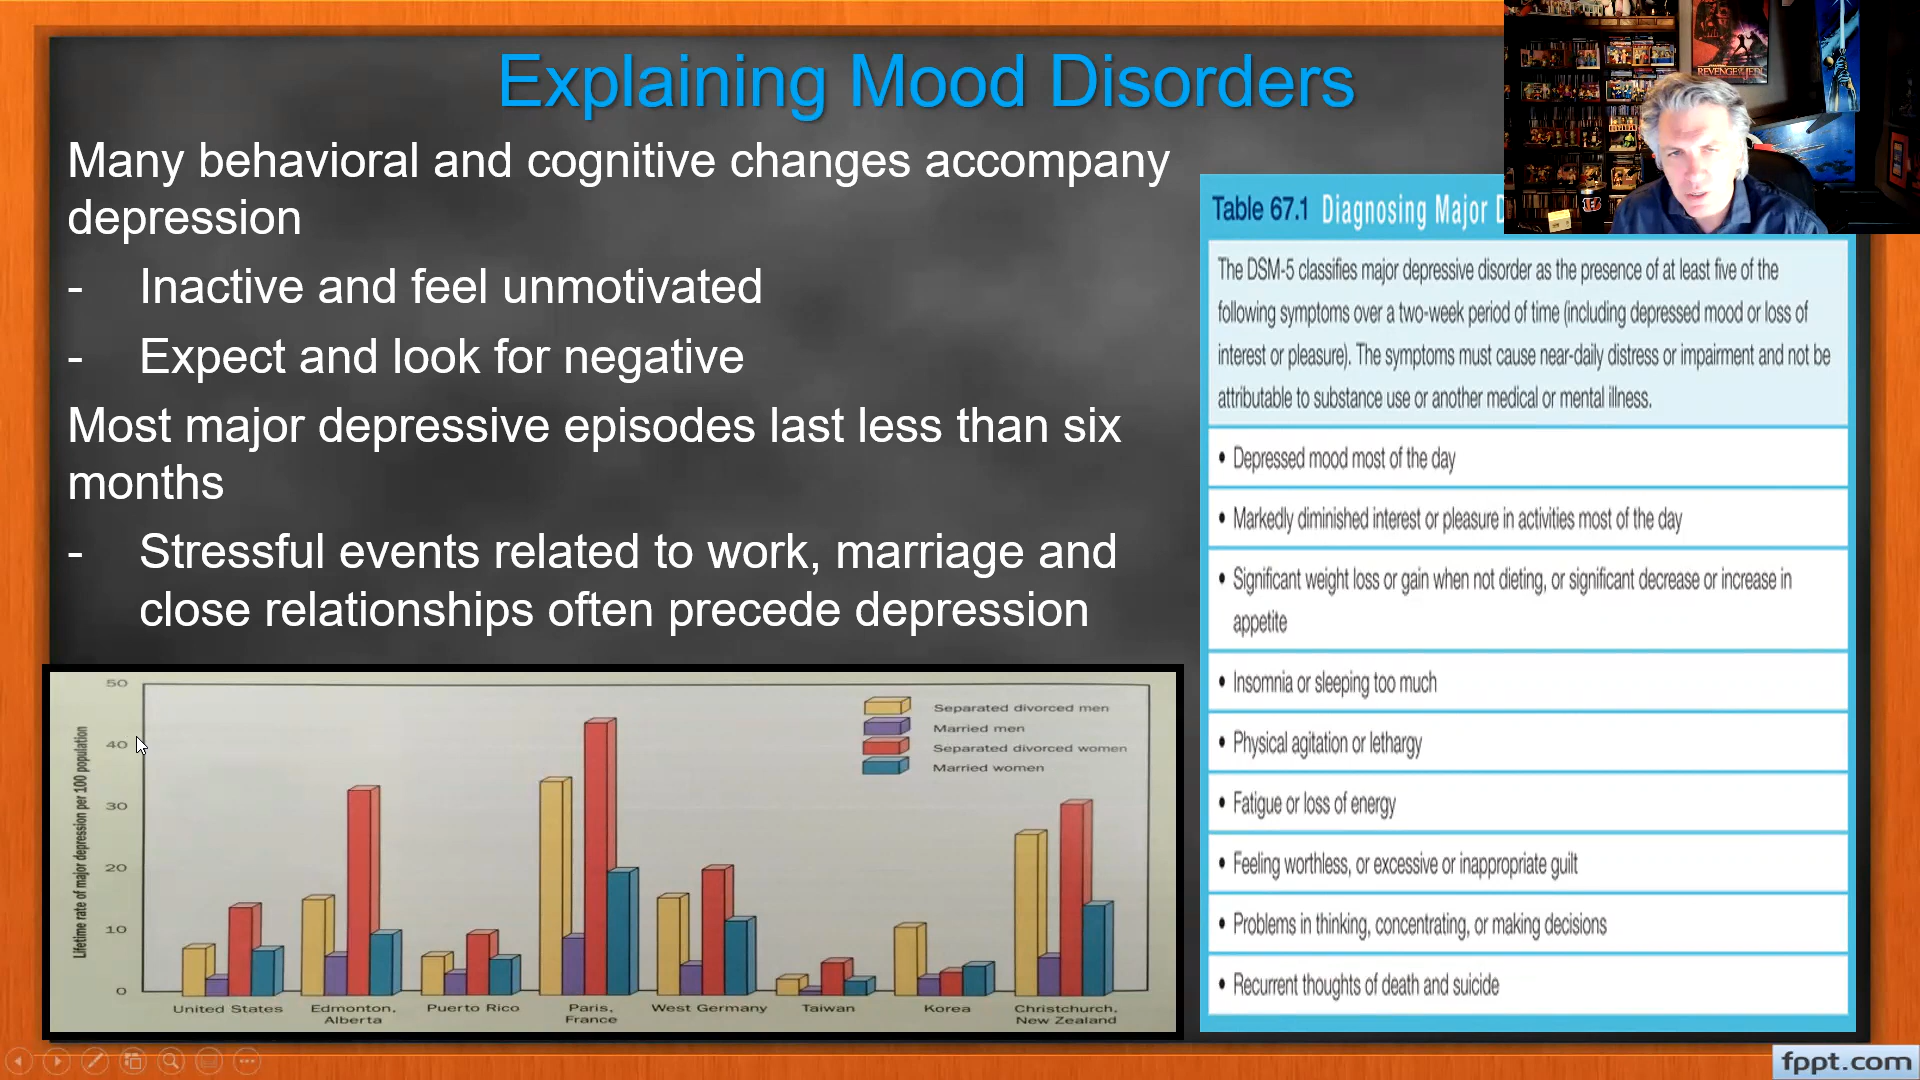 Explaining Mood Disorders
Many behavioral and cognitive changes accompany
depression
- Inactive and feel unmotivated
- Expect and look for negative
Most major depressive episodes last less than six
months
- Stressful events related to work, marriage and
close relationships often precede depression
REVENGE OF THE JEDI
Table 67.1 Diagnosing Major
The DSM-5 classifies major depressive disorder as the presence of at least five of the
following symptoms over a two-week period of time (including depressed mood or loss of
interest or pleasure). The symptoms must cause near-daily distress or impairment and not be
attributable to substance use or another medical or mental illness.
• Depressed mood most of the day
• Markedly diminished interest or pleasure in activities most of the day
• Significant weight loss or gain when not dieting, or significant decrease or increase in
appetite
• Insomnia or sleeping too much
• Physical agitation or lethargy
• Fatigue or loss of energy
• Feeling worthless, or excessive or inappropriate guilt
• Problems in thinking, concentrating, or making decisions
• Recurrent thoughts of death and suicide
Lifetime rate of major depression per 100 population
50
40
30
20
10
0
Separated divorced men
Married men
Separated divorced women
Married women
United States
Edmonton,
Alberta
Puerto Rico
Paris,
France
West Germany
Taiwan
Korea
Christchurch,
New Zealand
fppt.com